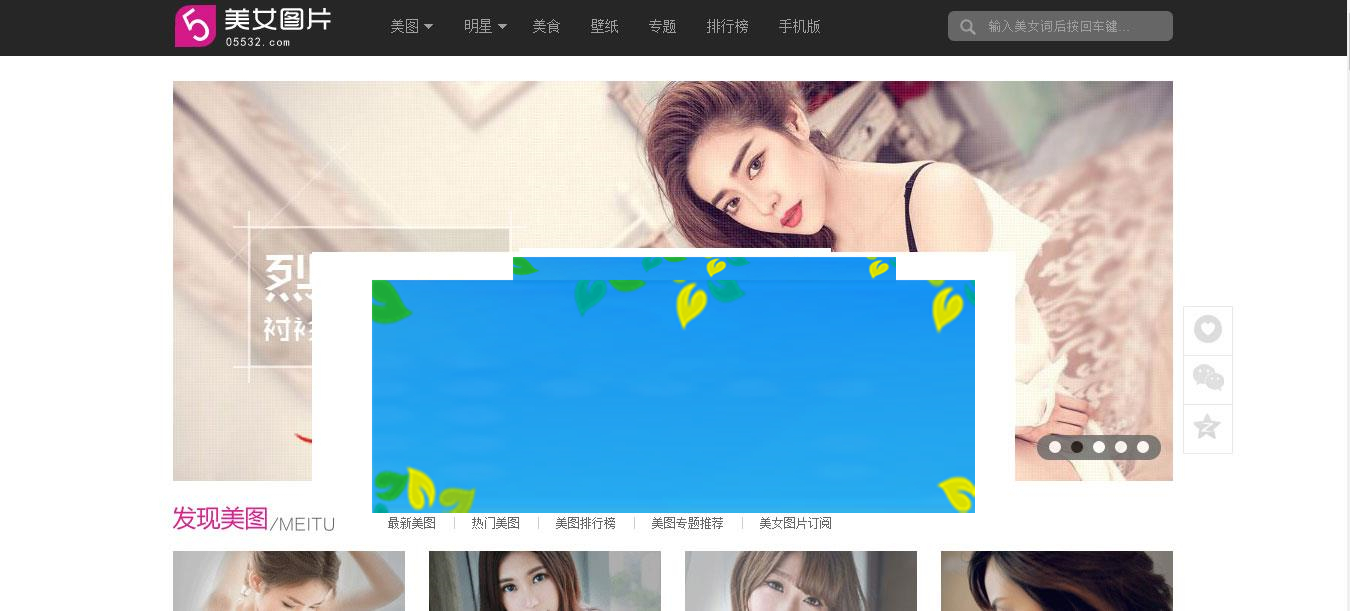 美女图片
05532.com
美图 明星 美食 壁纸 专题 排行榜 手机版
输入美女词后按回车键...
烈
衬衫
发现美图/MEITU
最新美图 热门美图 美图排行榜 美图专题推荐 美女图片订阅